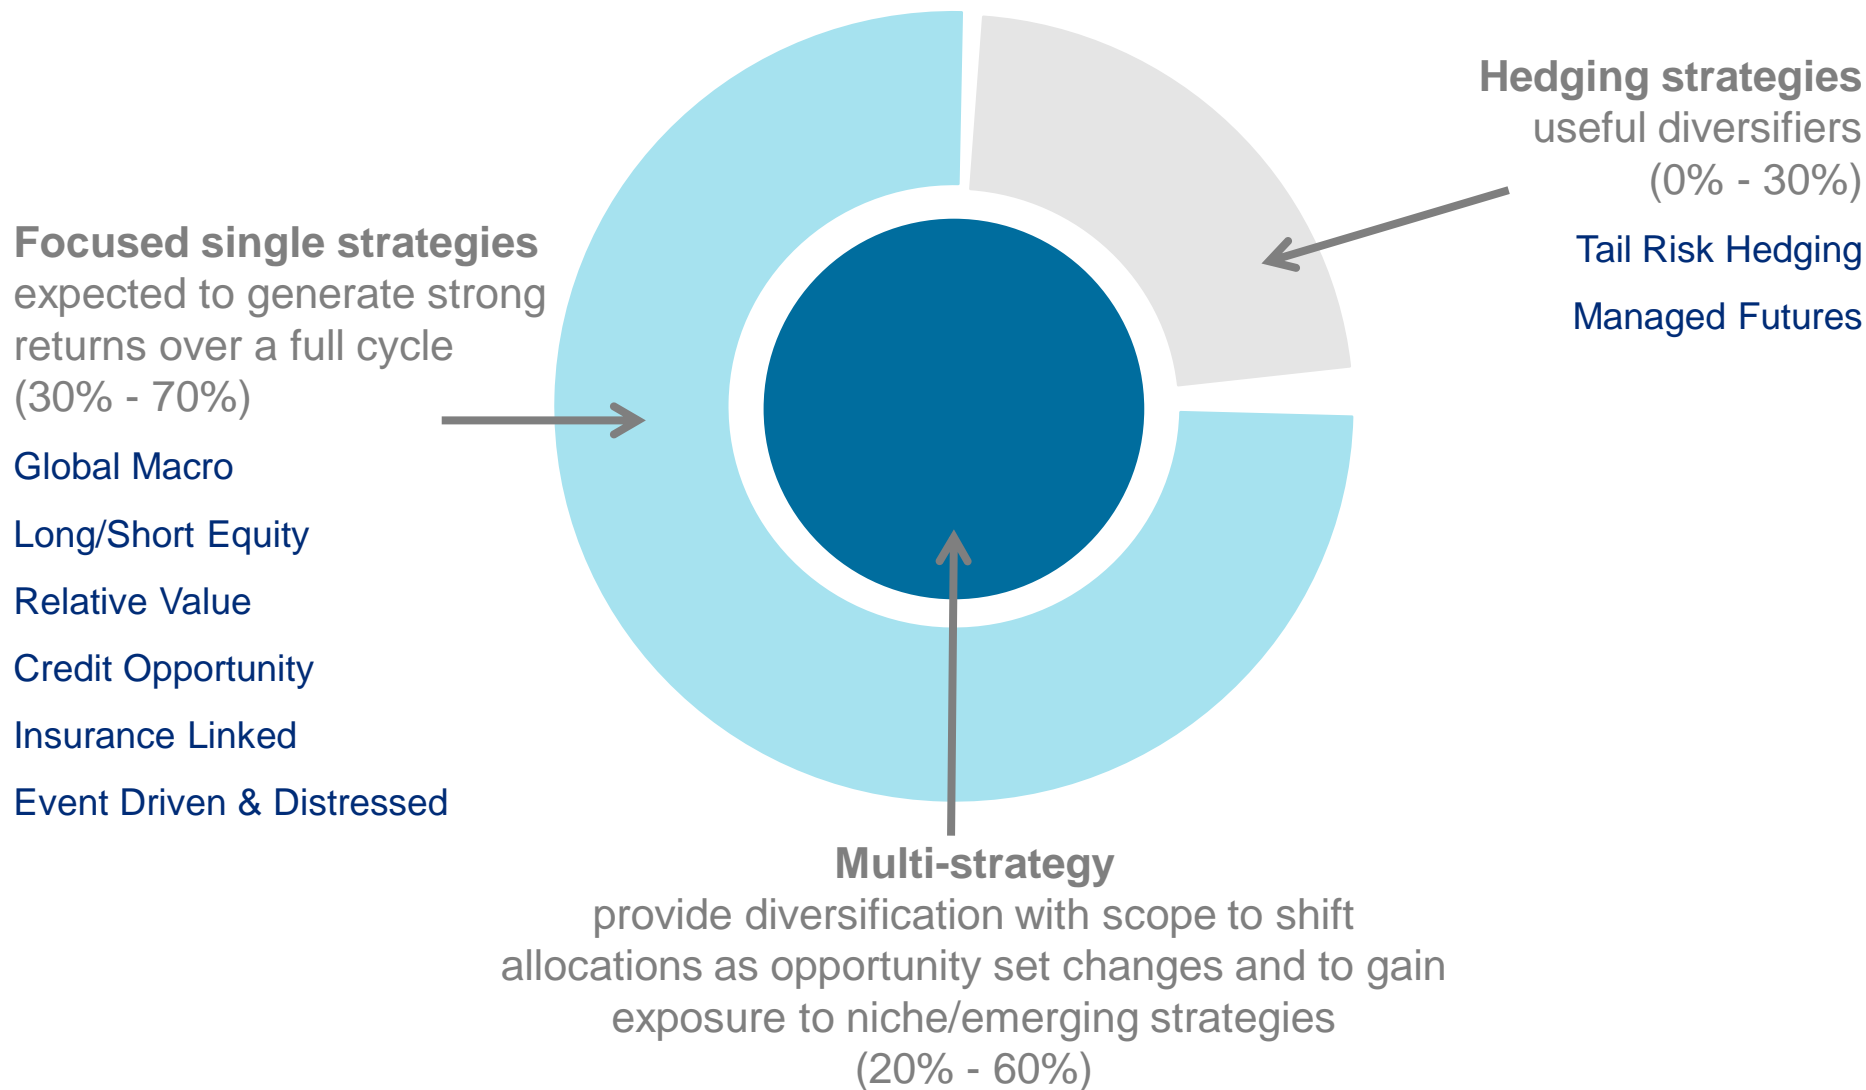 Hedging strategies
useful diversifiers
(0% - 30%)
Tail Risk Hedging
Managed Futures
Focused single strategies
expected to generate strong
returns over a full cycle
(30% - 70%)
Global Macro
Long/Short Equity
Relative Value
Credit Opportunity
Insurance Linked
Event Driven & Distressed
Multi-strategy
provide diversification with scope to shift
allocations as opportunity set changes and to gain
exposure to niche/emerging strategies
(20% - 60%)